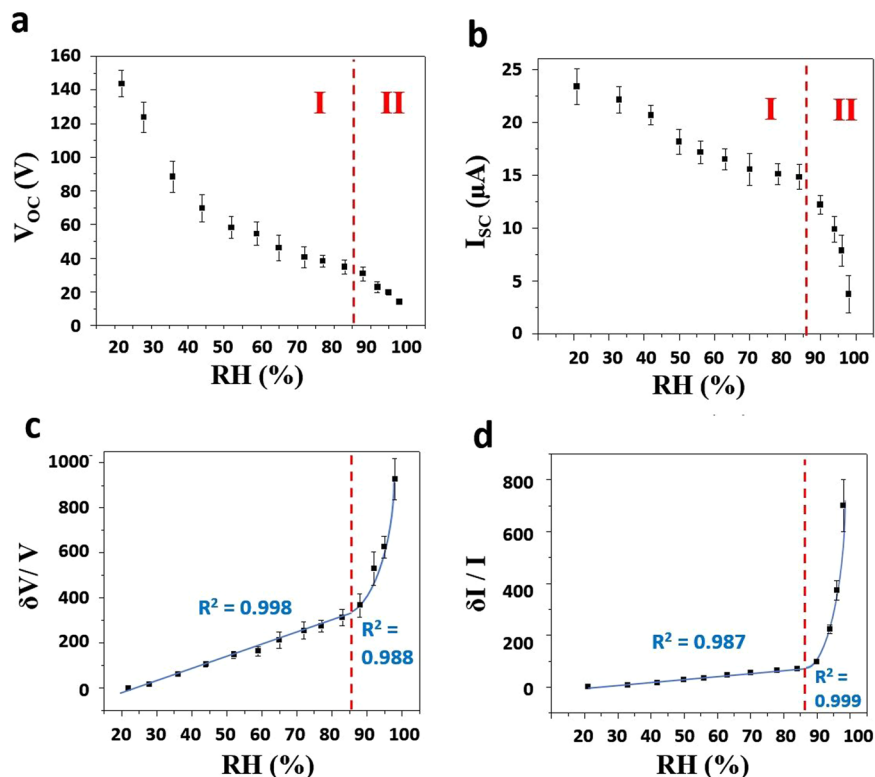 a
160
140
120
100
80
60
40
20
0
V_OC (V)
I II
20 30 40 50 60 70 80 90 100
RH (%)
b
25
20
15
10
5
0
I_SC (μA)
I II
20 30 40 50 60 70 80 90 100
RH (%)
c
1000
800
600
400
200
0
δV/ V
R² = 0.998
R² =
0.988
20 30 40 50 60 70 80 90 100
RH (%)
d
800
600
400
200
0
δI / I
R² = 0.987
R² =
0.999
20 30 40 50 60 70 80 90 100
RH (%)